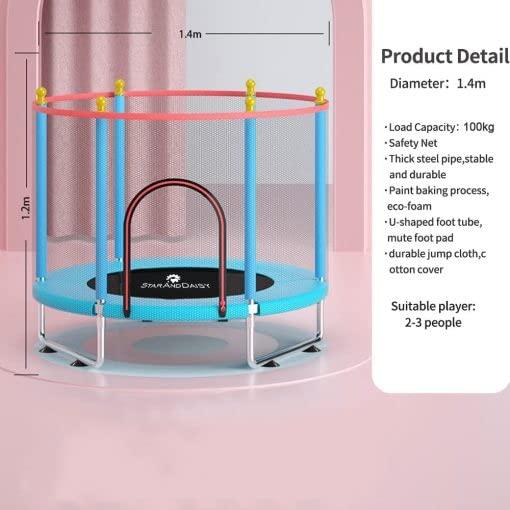 1.4m
1.2m
STARANDDAISY
Product Detail
Diameter： 1.4m
· Load Capacity：100kg
· Safety Net
· Thick steel pipe,stable
and durable
· Paint baking process,
eco-foam
· U-shaped foot tube,
mute foot pad
· durable jump cloth,c
otton cover
Suitable player:
2-3 people